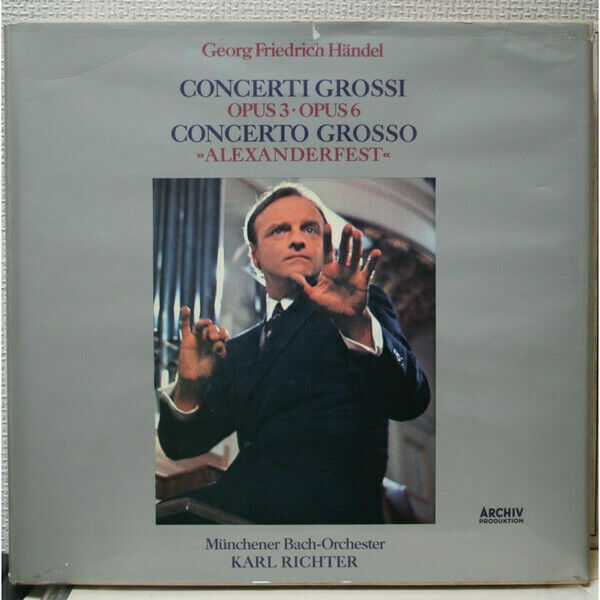 Georg Friedrich Händel
CONCERTI GROSSI
OPUS 3 · OPUS 6
CONCERTO GROSSO
»ALEXANDERFEST«
ARCHIV
PRODUKTION
Münchener Bach-Orchester
KARL RICHTER